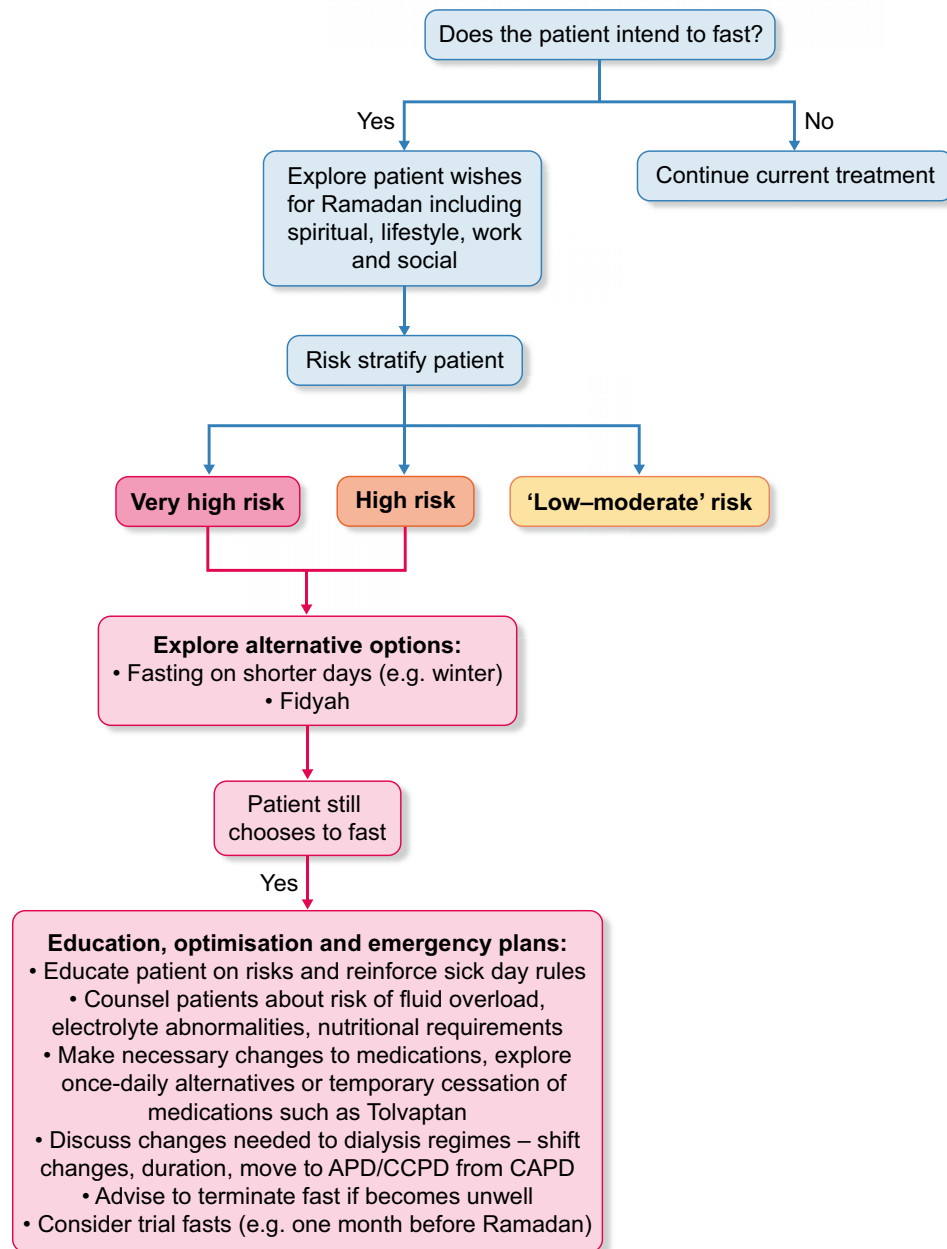 Does the patient intend to fast?
Yes
No
Explore patient wishes
for Ramadan including
spiritual, lifestyle, work
and social
Continue current treatment
Risk stratify patient
Very high risk
High risk
‘Low–moderate’ risk
Explore alternative options:
• Fasting on shorter days (e.g. winter)
• Fidyah
Patient still
chooses to fast
Yes
Education, optimisation and emergency plans:
• Educate patient on risks and reinforce sick day rules
• Counsel patients about risk of fluid overload,
electrolyte abnormalities, nutritional requirements
• Make necessary changes to medications, explore
once-daily alternatives or temporary cessation of
medications such as Tolvaptan
• Discuss changes needed to dialysis regimes – shift
changes, duration, move to APD/CCPD from CAPD
• Advise to terminate fast if becomes unwell
• Consider trial fasts (e.g. one month before Ramadan)